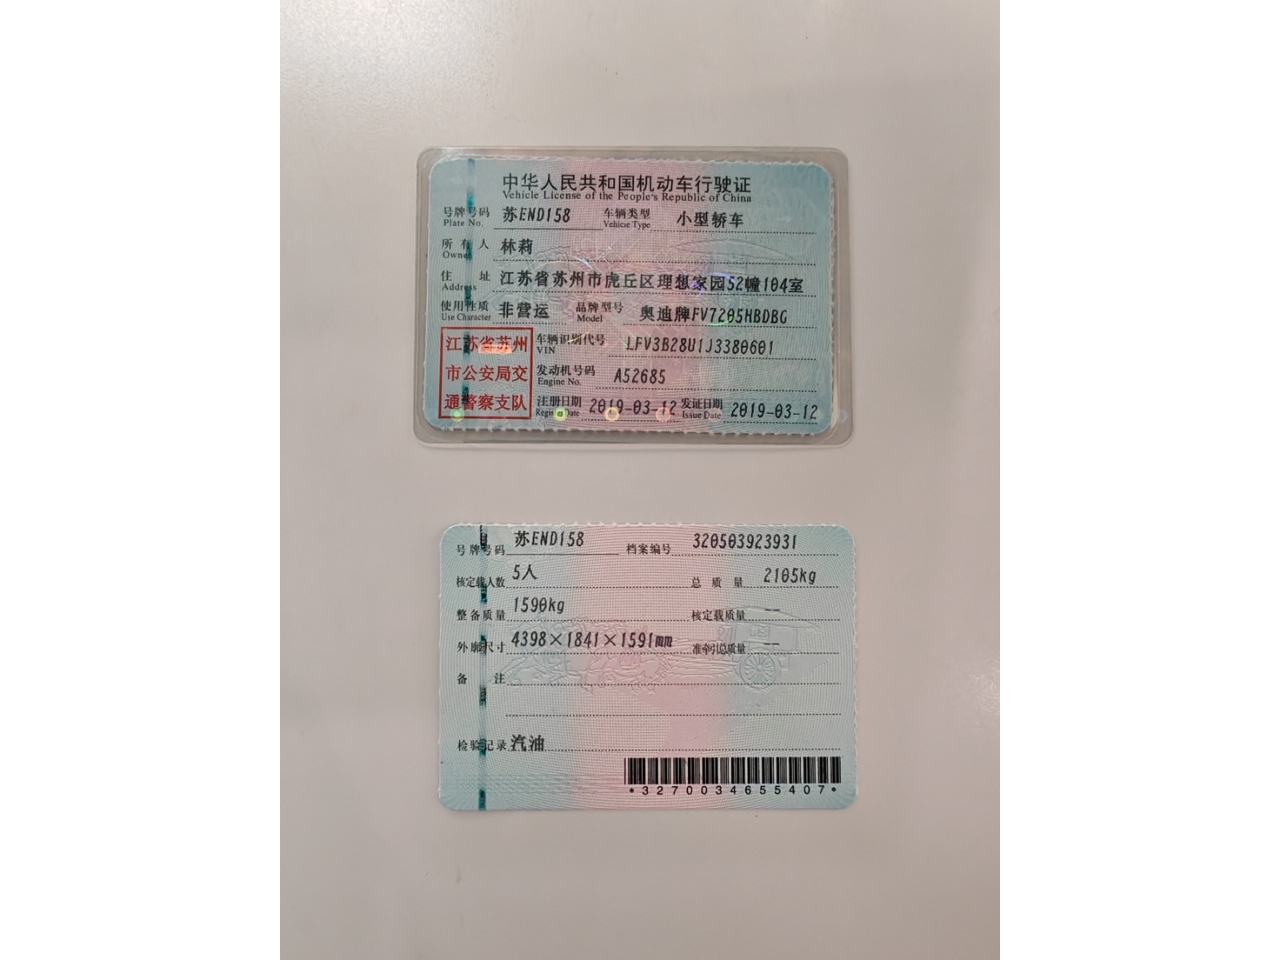 中华人民共和国机动车行驶证
Vehicle License of the People's Republic of China
号牌号码 苏END158 车辆类型 小型轿车
Plate No. Vehicle Type
所有人 林莉
Owner
住址 江苏省苏州市虎丘区理想家园52幢104室
Address
使用性质 非营运 品牌型号 奥迪牌FV7205HBDBG
Use Character Model
江苏省苏州 车辆识别代号 LFV3B28U1J3380601
VIN
市公安局交 发动机号码 A52685
Engine No.
通警察支队 注册日期 2019-03-12 发证日期 2019-03-12
Register Date Issue Date
号牌号码 苏END158 档案编号 320503923931
核定载人数 5人 总质量 2105kg
整备质量 1590kg 核定载质量 --
外廓尺寸 4398×1841×1591mm 准牵引总质量 --
备注
检验记录 汽油
*3270034655407*